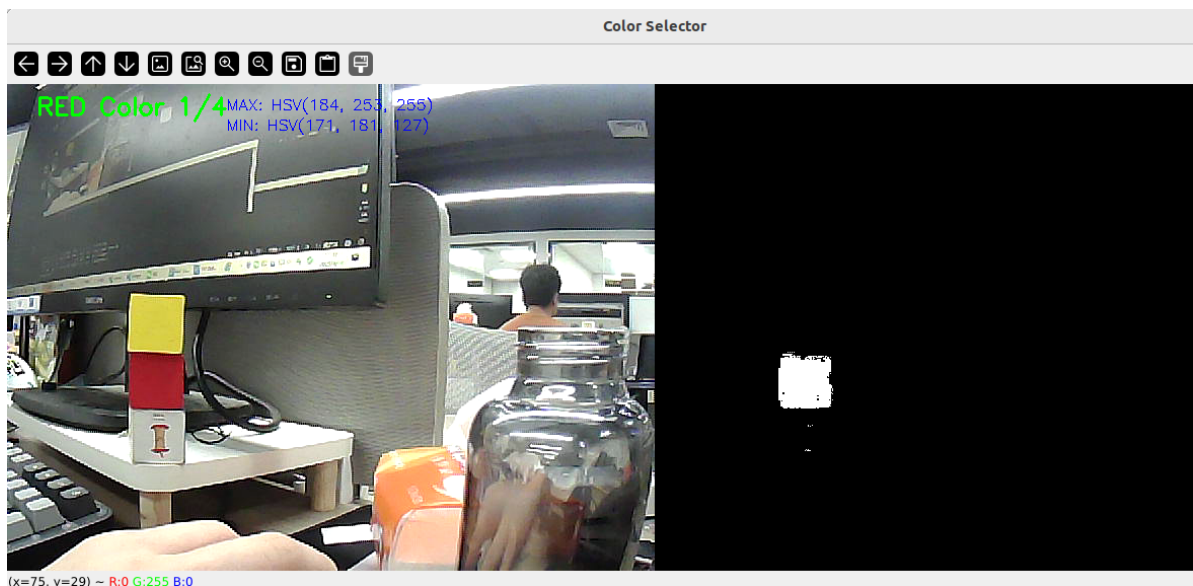 Color Selector
RED Color 1/4
MAX: HSV(184, 253, 255)
MIN: HSV(171, 181, 127)
(x=75, y=29) ~ R:0 G:255 B:0